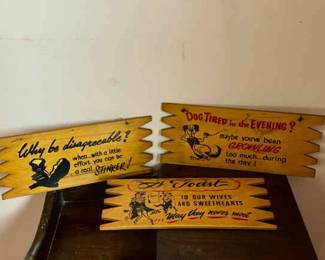 Why be disagreeable?
when..with a little
effort you can be
a real STINKER!
DOG TIRED in the EVENING?
maybe you've been
GROWLING
too much...during
the day!
A Toast
TO OUR WIVES
AND SWEETHEARTS
...May they never meet